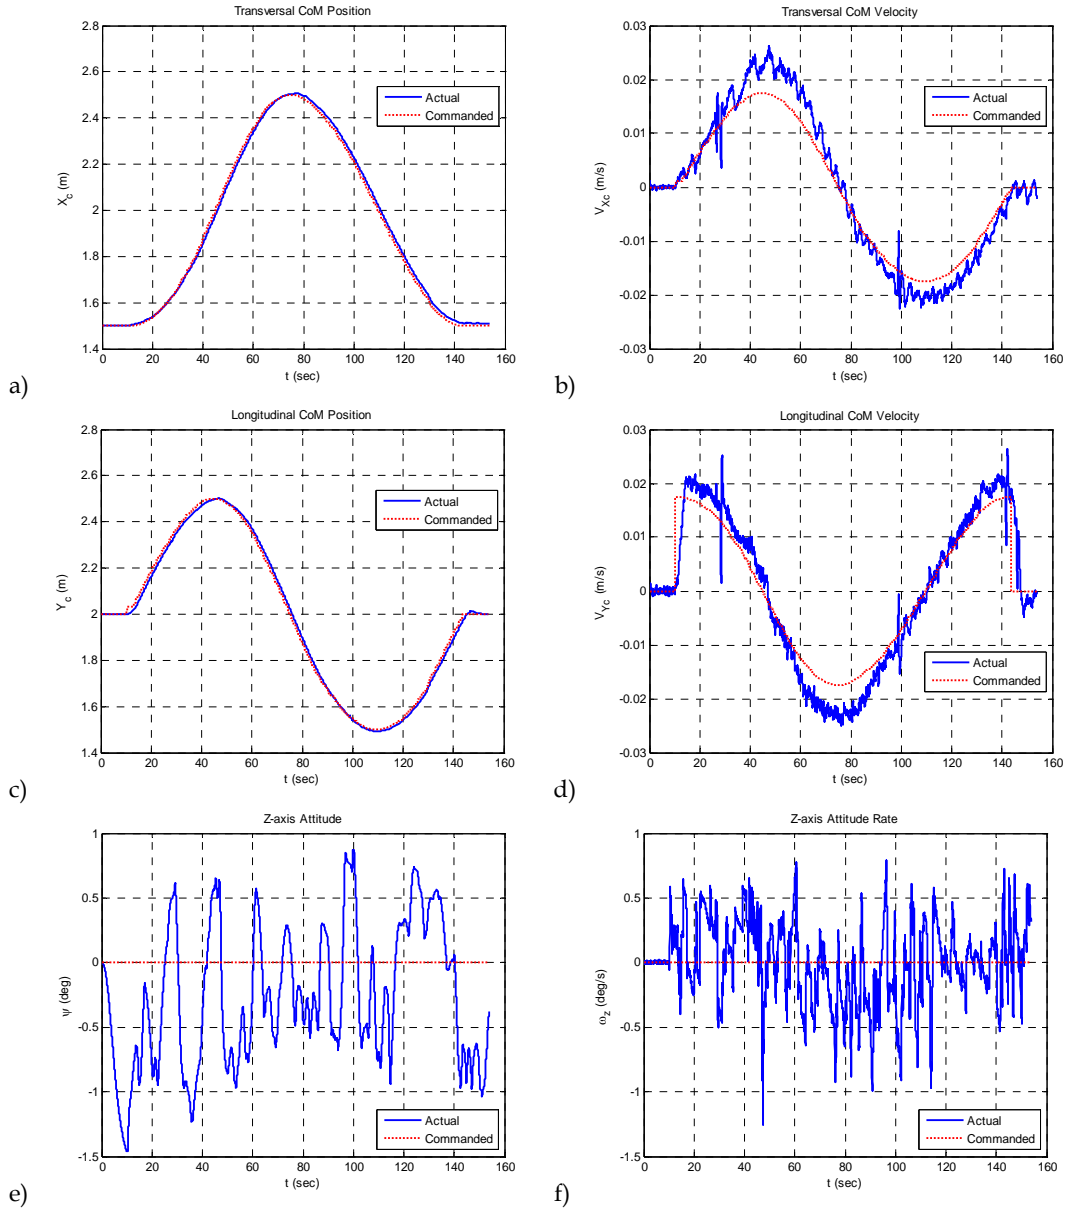 Transversal CoM Position
2.8
2.6
2.4
2.2
2
1.8
1.6
1.4
X_c (m)
Actual
Commanded
0 20 40 60 80 100 120 140 160
t (sec)
a)
Transversal CoM Velocity
0.03
0.02
0.01
0
-0.01
-0.02
-0.03
V_Xc (m/s)
Actual
Commanded
0 20 40 60 80 100 120 140 160
t (sec)
b)
Longitudinal CoM Position
2.8
2.6
2.4
2.2
2
1.8
1.6
1.4
Y_c (m)
Actual
Commanded
0 20 40 60 80 100 120 140 160
t (sec)
c)
Longitudinal CoM Velocity
0.03
0.02
0.01
0
-0.01
-0.02
-0.03
V_Yc (m/s)
Actual
Commanded
0 20 40 60 80 100 120 140 160
t (sec)
d)
Z-axis Attitude
1
0.5
0
-0.5
-1
-1.5
ψ (deg)
Actual
Commanded
0 20 40 60 80 100 120 140 160
t (sec)
e)
Z-axis Attitude Rate
1
0.5
0
-0.5
-1
-1.5
ω_z (deg/s)
Actual
Commanded
0 20 40 60 80 100 120 140 160
t (sec)
f)